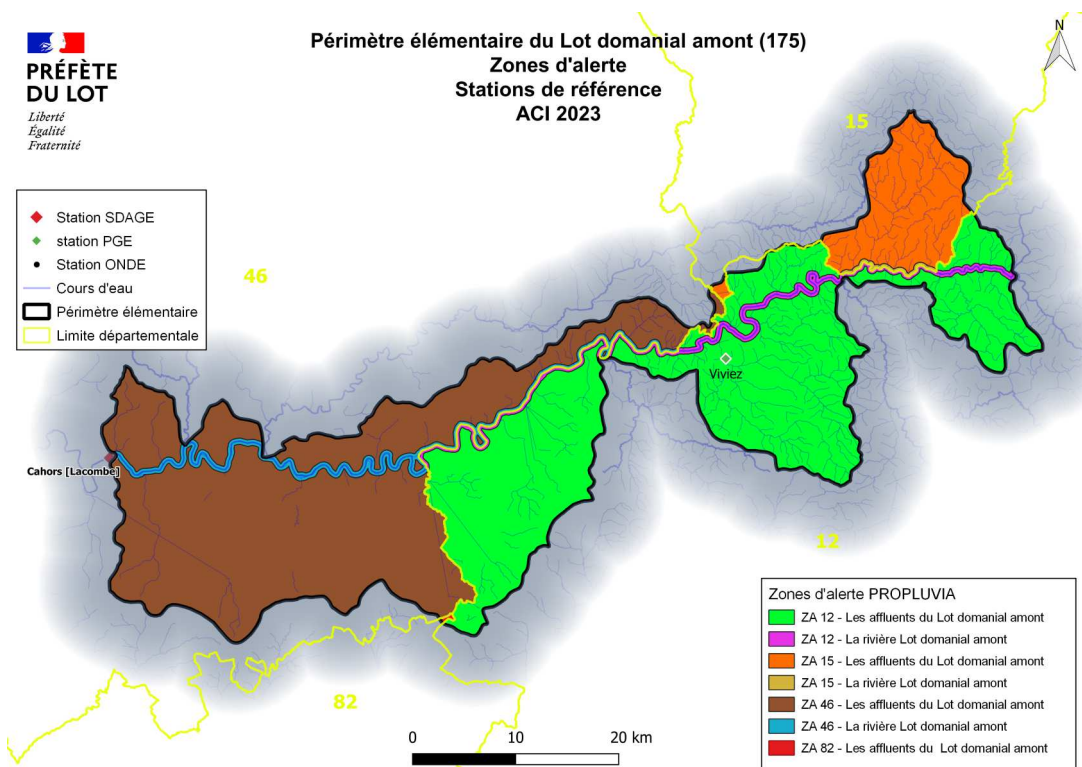 PRÉFÈTE
DU LOT
Liberté
Égalité
Fraternité
Périmètre élémentaire du Lot domanial amont (175)
Zones d'alerte
Stations de référence
ACI 2023
N
15
Station SDAGE
station PGE
Station ONDE
Cours d'eau
Périmètre élémentaire
Limite départementale
46
Viviez
Cahors [Lacombe]
12
82
0 10 20 km
Zones d'alerte PROPLUVIA
ZA 12 - Les affluents du Lot domanial amont
ZA 12 - La rivière Lot domanial amont
ZA 15 - Les affluents du Lot domanial amont
ZA 15 - La rivière Lot domanial amont
ZA 46 - Les affluents du Lot domanial amont
ZA 46 - La rivière Lot domanial amont
ZA 82 - Les affluents du Lot domanial amont